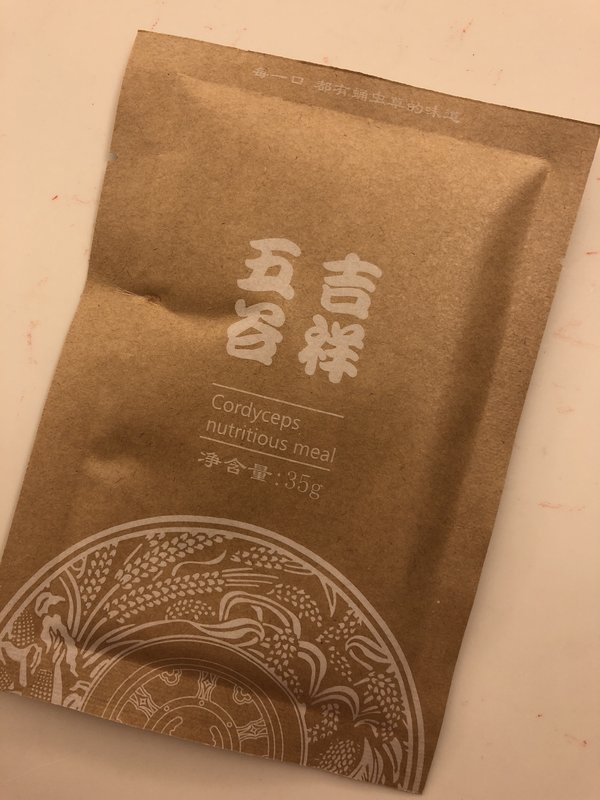 每一口 都有蛹虫草的味道
吉祥
五谷
Cordyceps
nutritious meal
净含量:35g